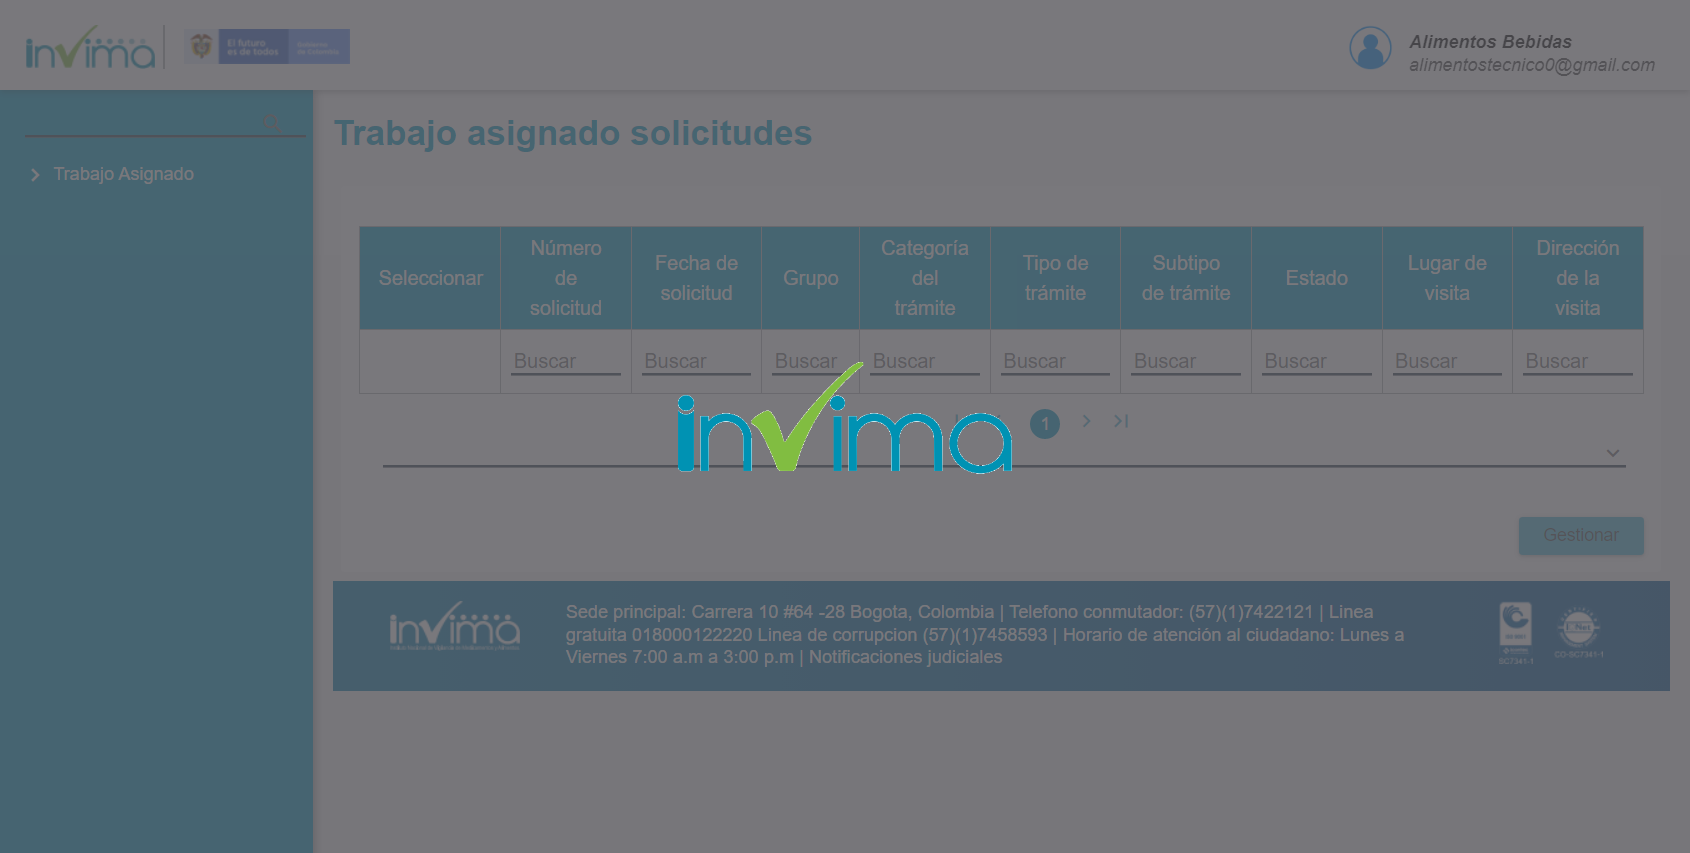 invima
El futuro
es de todos
Gobierno
de Colombia
Alimentos Bebidas
alimentostecnico0@gmail.com
Trabajo asignado solicitudes
Trabajo Asignado
Seleccionar
Número
de
solicitud
Fecha de
solicitud
Grupo
Categoría
del
trámite
Tipo de
trámite
Subtipo
de trámite
Estado
Lugar de
visita
Dirección
de la
visita
Buscar
Buscar
Buscar
Buscar
Buscar
Buscar
Buscar
Buscar
Buscar
invima
1
Gestionar
invima
Sede principal: Carrera 10 #64 -28 Bogota, Colombia | Telefono conmutador: (57)(1)7422121 | Linea
gratuita 018000122220 Linea de corrupcion (57)(1)7458593 | Horario de atención al ciudadano: Lunes a
Viernes 7:00 a.m a 3:00 p.m | Notificaciones judiciales
SC7341-1
CO-SC7341-1